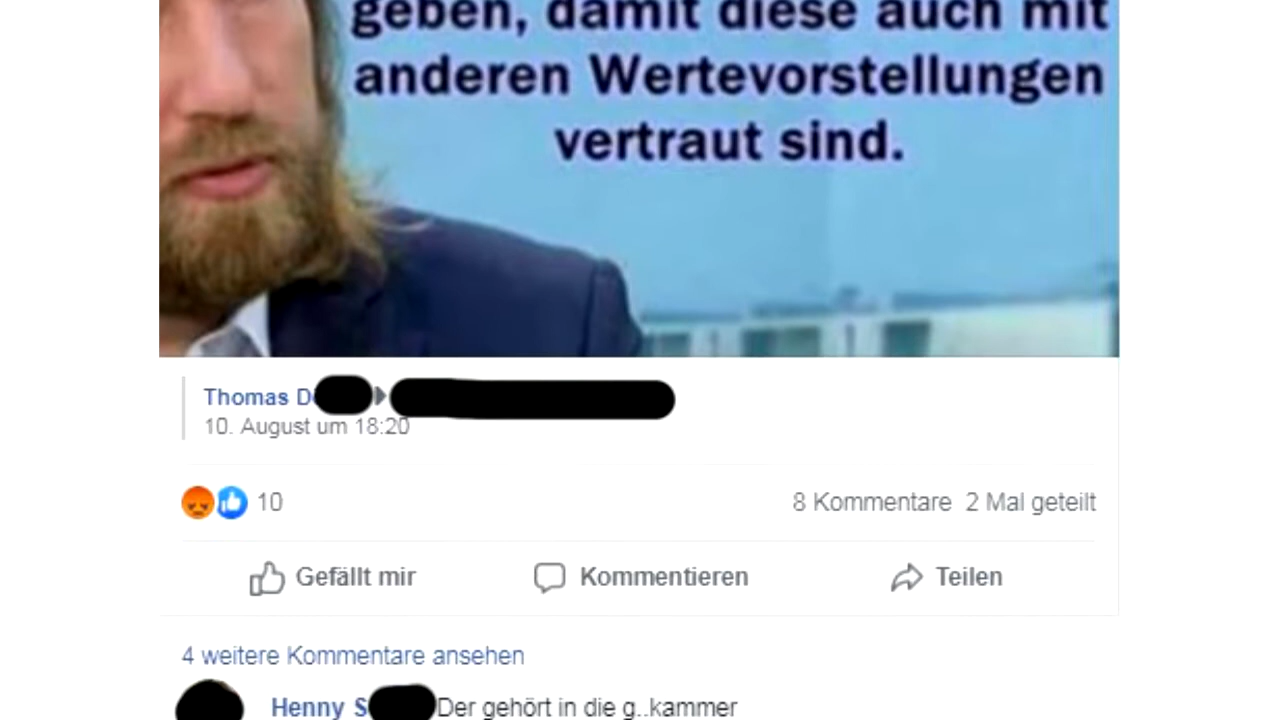 geben, damit diese auch mit
anderen Wertevorstellungen
vertraut sind.
Thomas D
10. August um 18:20
10
8 Kommentare 2 Mal geteilt
Gefällt mir
Kommentieren
Teilen
4 weitere Kommentare ansehen
Henny S Der gehört in die g..kammer